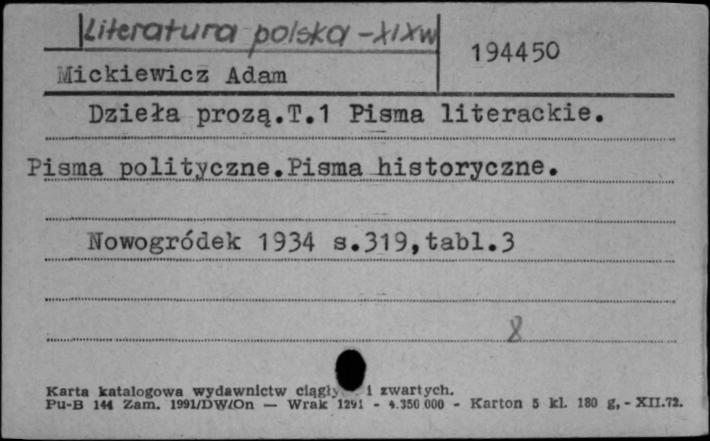 Literatura polska -XIXw
194450
Mickiewicz Adam
Dzieła prozą.T.1 Pisma literackie.
Pisma polityczne.Pisma historyczne.
Nowogródek 1934 s.319,tabl.3
8
Karta katalogowa wydawnictw i zwartych.
Pu-B 144 Zam. 1991/DW/On — Wrak 1291 - 4.350 000 - Karton 5 kl. 180 g, - XII.72.